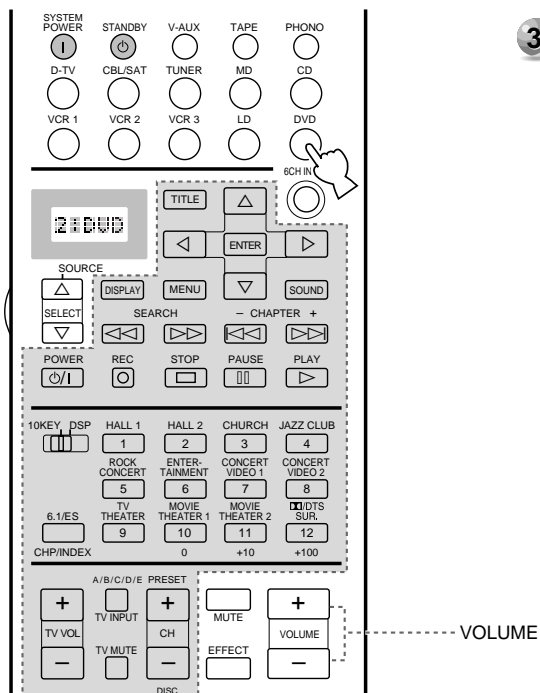 SYSTEM
POWER STANDBY V-AUX TAPE PHONO
3
D-TV CBL/SAT TUNER MD CD
VCR 1 VCR 2 VCR 3 LD DVD
6CH IN
2:DVD
TITLE
ENTER
SOURCE
SELECT
DISPLAY MENU SOUND
SEARCH – CHAPTER +
POWER REC STOP PAUSE PLAY
10KEY DSP HALL 1 HALL 2 CHURCH JAZZ CLUB
1 2 3 4
ROCK ENTER- CONCERT CONCERT
CONCERT TAINMENT VIDEO 1 VIDEO 2
5 6 7 8
TV MOVIE MOVIE /DTS
6.1/ES THEATER THEATER 1 THEATER 2 SUR.
9 10 11 12
CHP/INDEX 0 +10 +100
A/B/C/D/E PRESET
+ + +
TV INPUT MUTE
TV VOL CH VOLUME VOLUME
TV MUTE EFFECT
– – –
DISC